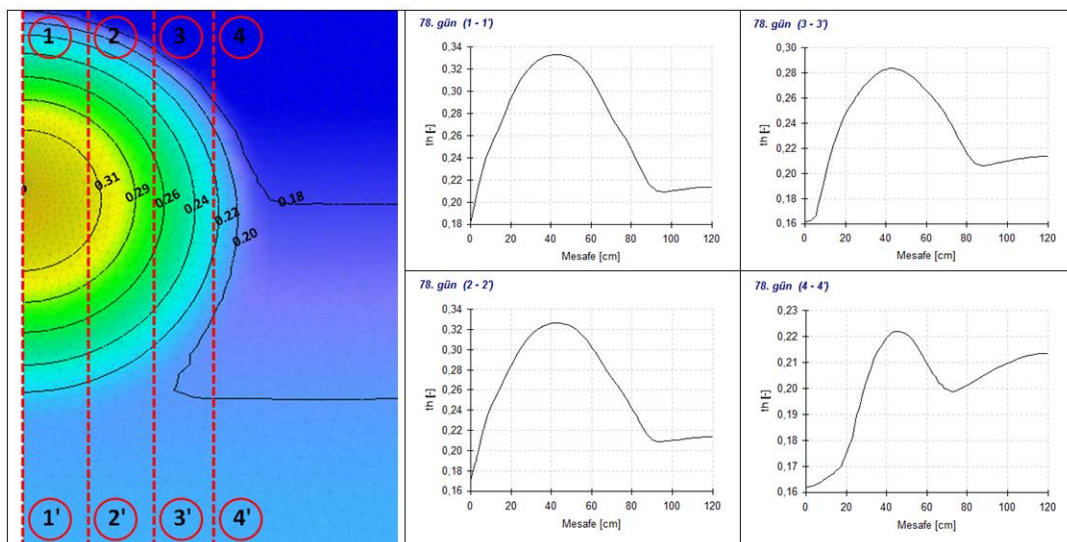 1 2 3 4
0.31
0.29
0.26
0.24
0.22
0.20
0.18
1' 2' 3' 4'
78. gün (1 - 1')
0,34
0,32
0,30
0,28
0,26
0,24
0,22
0,20
0,18
th [-]
0 20 40 60 80 100 120
Mesafe [cm]
78. gün (3 - 3')
0,30
0,28
0,26
0,24
0,22
0,20
0,18
0,16
th [-]
0 20 40 60 80 100 120
Mesafe [cm]
78. gün (2 - 2')
0,34
0,32
0,30
0,28
0,26
0,24
0,22
0,20
0,18
0,16
th [-]
0 20 40 60 80 100 120
Mesafe [cm]
78. gün (4 - 4')
0,23
0,22
0,21
0,20
0,19
0,18
0,17
0,16
th [-]
0 20 40 60 80 100 120
Mesafe [cm]